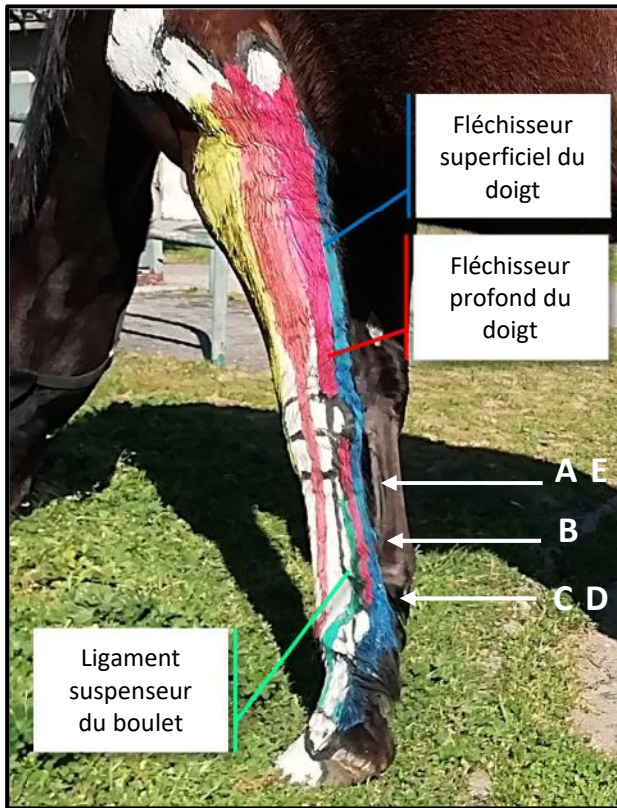 Fléchisseur
superficiel du
doigt
Fléchisseur
profond du
doigt
A E
B
C D
Ligament
suspenseur
du boulet